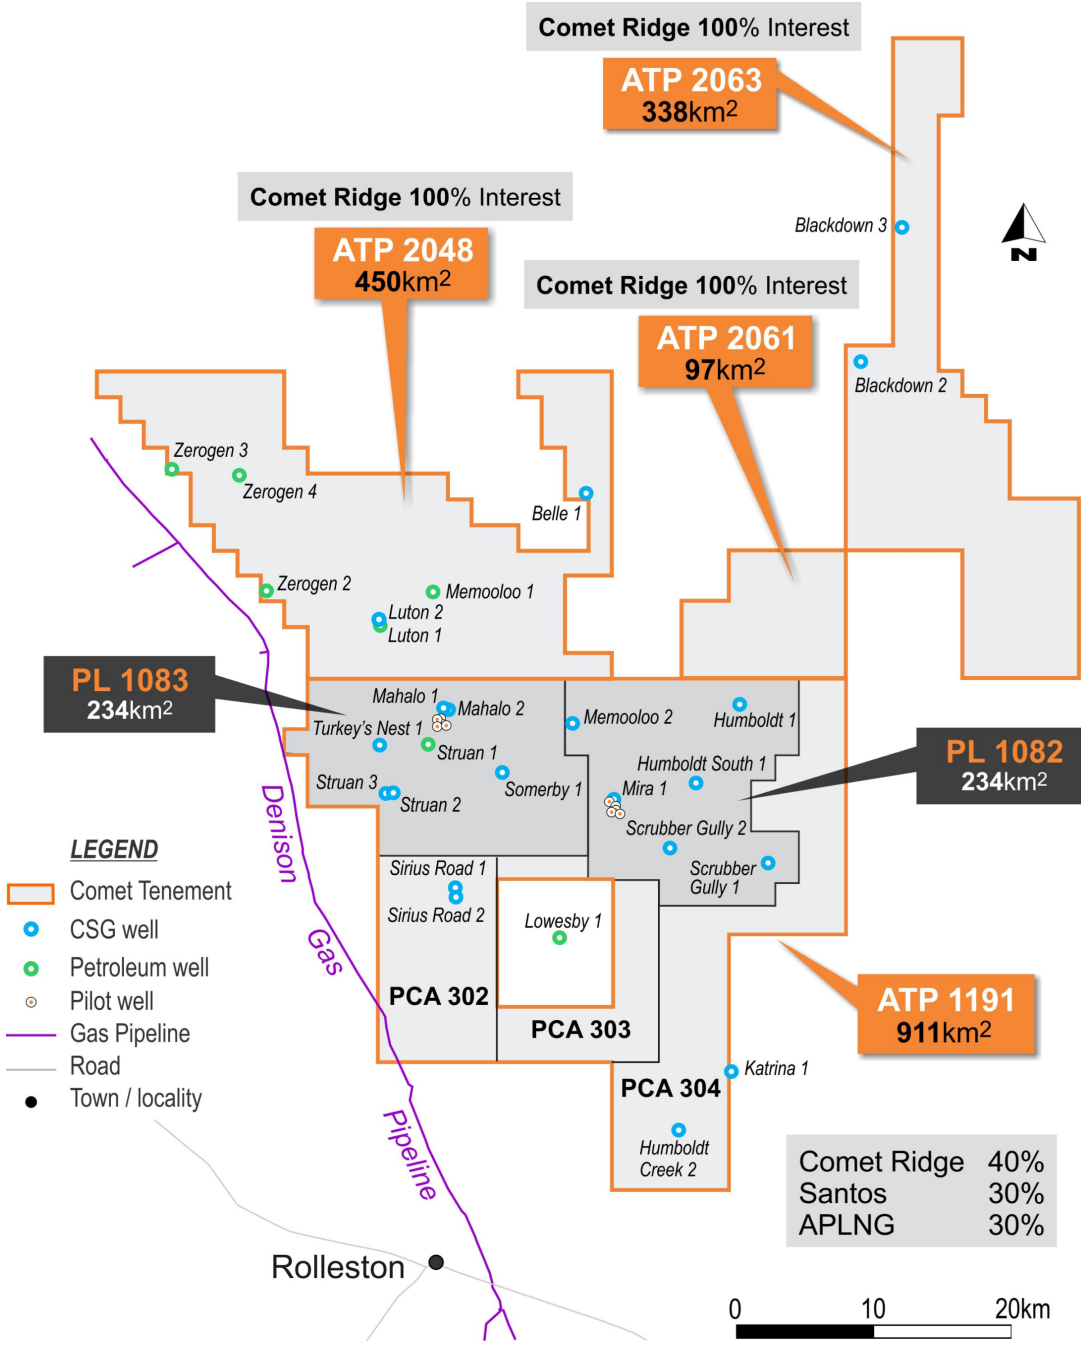 Comet Ridge 100% Interest
ATP 2063
338km2
Blackdown 3
Comet Ridge 100% Interest
ATP 2048
450km2
N
Comet Ridge 100% Interest
ATP 2061
97km2
Blackdown 2
Zerogen 3
Zerogen 4
Belle 1
Zerogen 2
Memooloo 1
Luton 2
Luton 1
PL 1083
234km2
Mahalo 1
Mahalo 2
Turkey's Nest 1
Struan 1
Struan 3
Struan 2
Somerby 1
Memooloo 2
Humboldt 1
Humboldt South 1
Mira 1
Scrubber Gully 2
Scrubber
Gully 1
PL 1082
234km2
LEGEND
Comet Tenement
CSG well
Petroleum well
Pilot well
Gas Pipeline
Road
Town / locality
Denison
Gas
Pipeline
Sirius Road 1
Sirius Road 2
Lowesby 1
PCA 302
PCA 303
PCA 304
ATP 1191
911km2
Katrina 1
Humboldt
Creek 2
Comet Ridge 40%
Santos 30%
APLNG 30%
Rolleston
0 10 20km